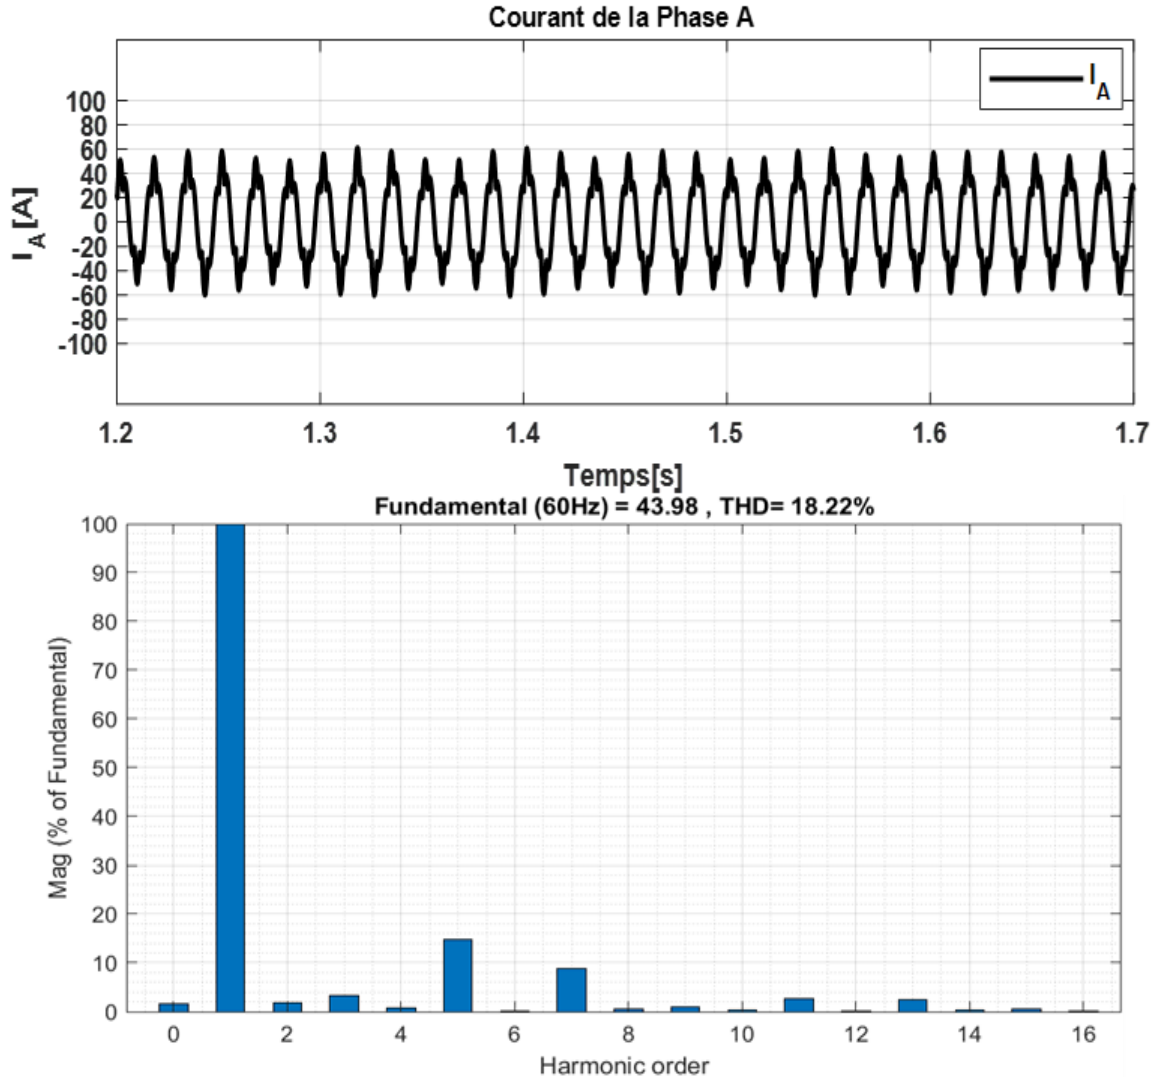 Courant de la Phase A
I_A
100
80
60
40
20
0
-20
-40
-60
-80
-100
I_A [A]
1.2 1.3 1.4 1.5 1.6 1.7
Temps[s]
Fundamental (60Hz) = 43.98 , THD= 18.22%
100
90
80
70
60
50
40
30
20
10
0
Mag (% of Fundamental)
0 2 4 6 8 10 12 14 16
Harmonic order